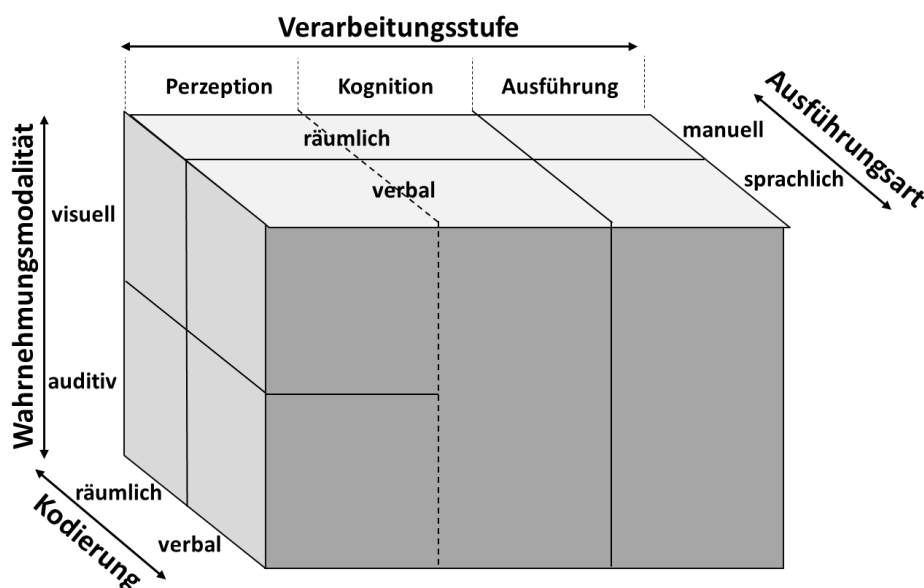 Verarbeitungsstufe
Perzeption
Kognition
Ausführung
Ausführungsart
manuell
sprachlich
räumlich
verbal
Wahrnehmungsmodalität
visuell
auditiv
räumlich
verbal
Kodierung